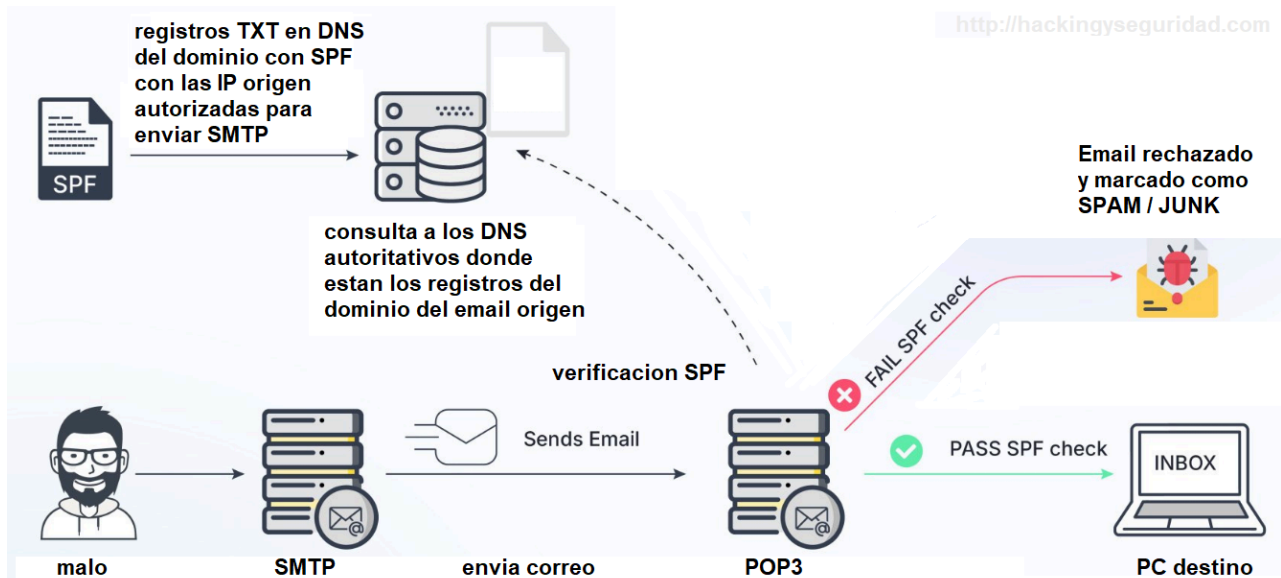 registros TXT en DNS
del dominio con SPF
con las IP origen
autorizadas para
enviar SMTP
http://hackingyseguridad.com
SPF
Email rechazado
y marcado como
SPAM / JUNK
consulta a los DNS
autoritativos donde
estan los registros del
dominio del email origen
FAIL SPF check
verificacion SPF
Sends Email
PASS SPF check
INBOX
@
@
malo
SMTP
envia correo
POP3
PC destino